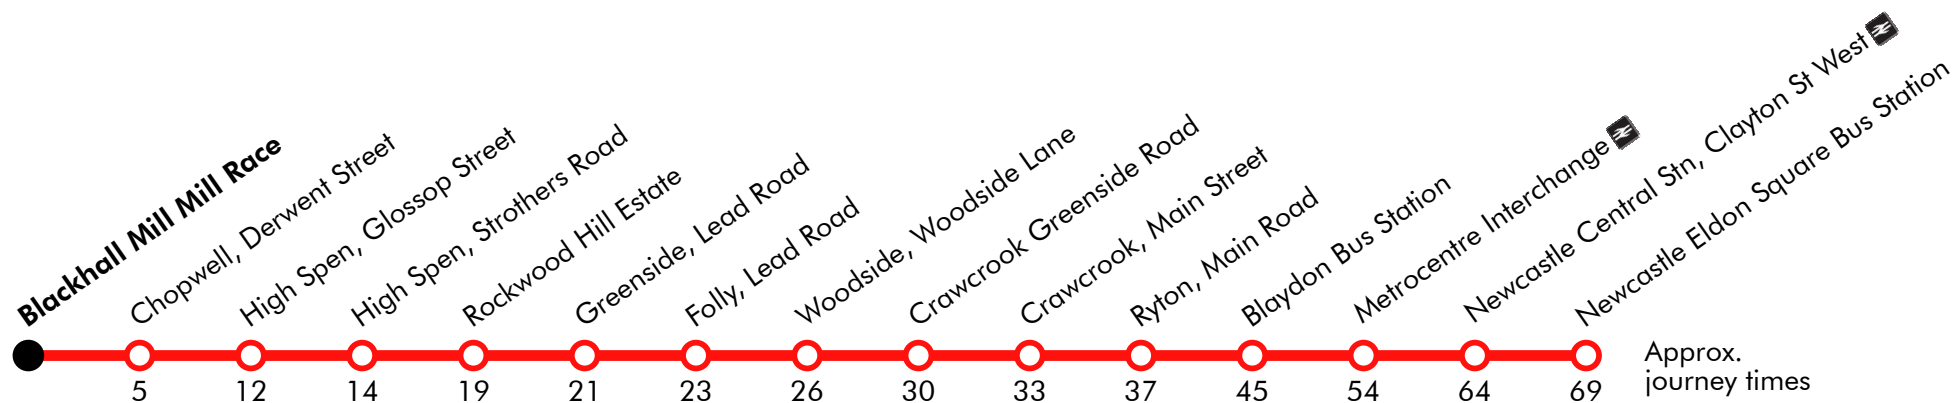 Blackhall Mill Mill Race
Chopwell, Derwent Street
High Spen, Glossop Street
High Spen, Strothers Road
Rockwood Hill Estate
Greenside, Lead Road
Folly, Lead Road
Woodside, Woodside Lane
Crawcrook Greenside Road
Crawcrook, Main Street
Ryton, Main Road
Blaydon Bus Station
Metrocentre Interchange
Newcastle Central Stn, Clayton St West
Newcastle Eldon Square Bus Station
5 12 14 19 21 23 26 30 33 37 45 54 64 69
Approx.
journey times